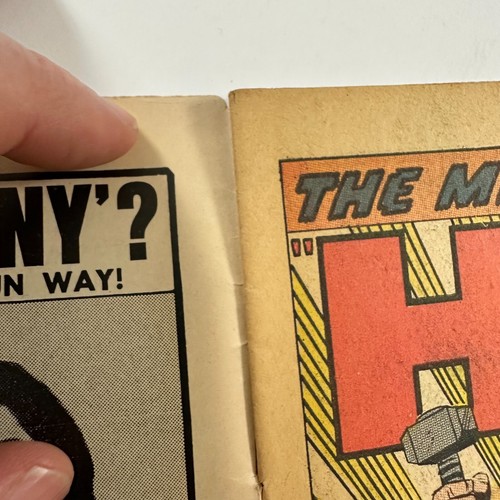 NY'?
UN WAY!
THE M
"H